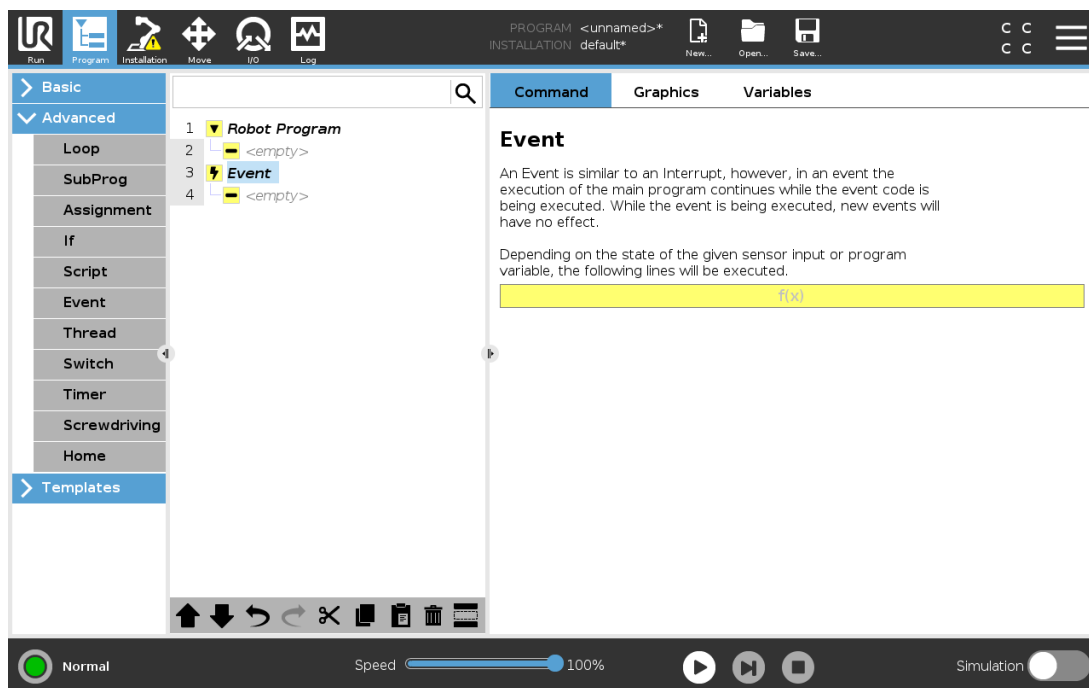 PROGRAM <unnamed>*
INSTALLATION default*
C C
C C
UR
Run
Program
Installation
Move
I/O
Log
New...
Open...
Save...
Basic
Advanced
Loop
SubProg
Assignment
If
Script
Event
Thread
Switch
Timer
Screwdriving
Home
Templates
1 Robot Program
2 <empty>
3 Event
4 <empty>
Command Graphics Variables
Event
An Event is similar to an Interrupt, however, in an event the
execution of the main program continues while the event code is
being executed. While the event is being executed, new events will
have no effect.
Depending on the state of the given sensor input or program
variable, the following lines will be executed.
f(x)
Normal
Speed 100%
Simulation